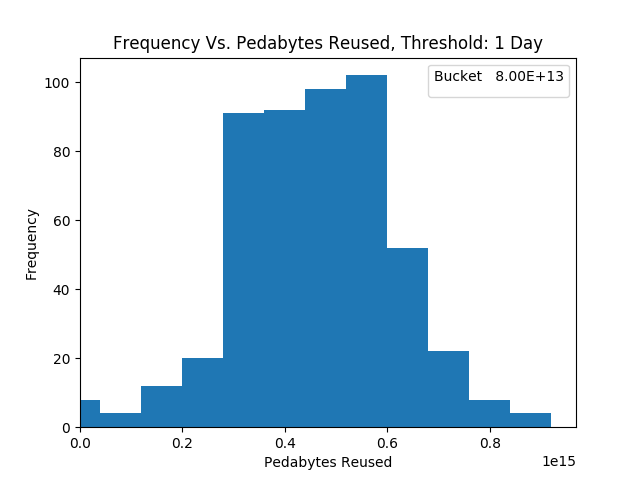 Frequency Vs. Pedabytes Reused, Threshold: 1 Day
Bucket 8.00E+13
100
80
60
40
20
0
Frequency
0.0 0.2 0.4 0.6 0.8
1e15
Pedabytes Reused